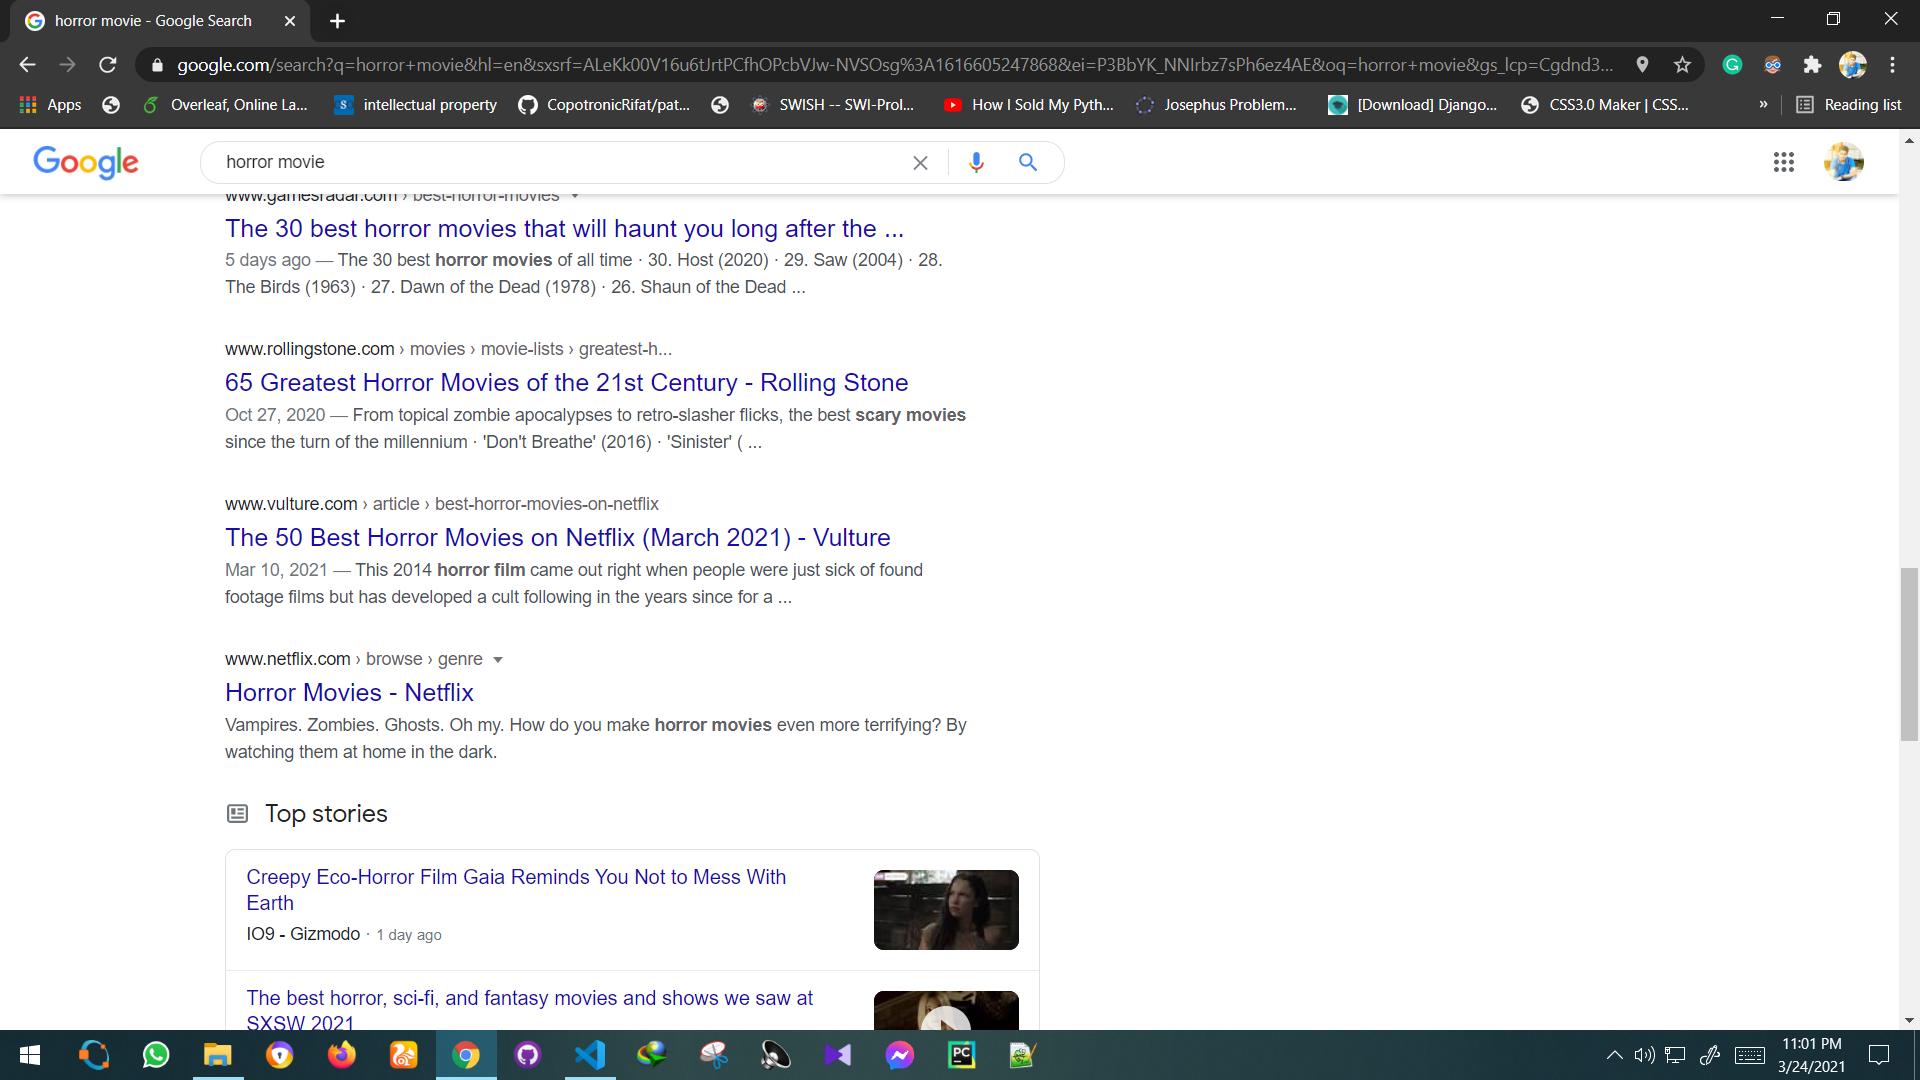 horror movie - Google Search
google.com/search?q=horror+movie&hl=en&sxsrf=ALeKk00V16u6tJrtPCfhOPcbVJw-NVSOsg%3A1616605247868&ei=P3BbYK_NNIrbz7sPh6ez4AE&oq=horror+movie&gs_lcp=Cgdnd3...
Apps Overleaf, Online La... intellectual property CopotronicRifat/pat... SWISH -- SWI-Prol... How I Sold My Pyth... Josephus Problem... [Download] Django... CSS3.0 Maker | CSS... » Reading list
Google horror movie
www.gamesradar.com › best-horror-movies
The 30 best horror movies that will haunt you long after the ...
5 days ago — The 30 best horror movies of all time · 30. Host (2020) · 29. Saw (2004) · 28.
The Birds (1963) · 27. Dawn of the Dead (1978) · 26. Shaun of the Dead ...
www.rollingstone.com › movies › movie-lists › greatest-h...
65 Greatest Horror Movies of the 21st Century - Rolling Stone
Oct 27, 2020 — From topical zombie apocalypses to retro-slasher flicks, the best scary movies
since the turn of the millennium · 'Don't Breathe' (2016) · 'Sinister' ( ...
www.vulture.com › article › best-horror-movies-on-netflix
The 50 Best Horror Movies on Netflix (March 2021) - Vulture
Mar 10, 2021 — This 2014 horror film came out right when people were just sick of found
footage films but has developed a cult following in the years since for a ...
www.netflix.com › browse › genre
Horror Movies - Netflix
Vampires. Zombies. Ghosts. Oh my. How do you make horror movies even more terrifying? By
watching them at home in the dark.
Top stories
Creepy Eco-Horror Film Gaia Reminds You Not to Mess With
Earth
IO9 - Gizmodo · 1 day ago
The best horror, sci-fi, and fantasy movies and shows we saw at
SXSW 2021
PC
11:01 PM
3/24/2021